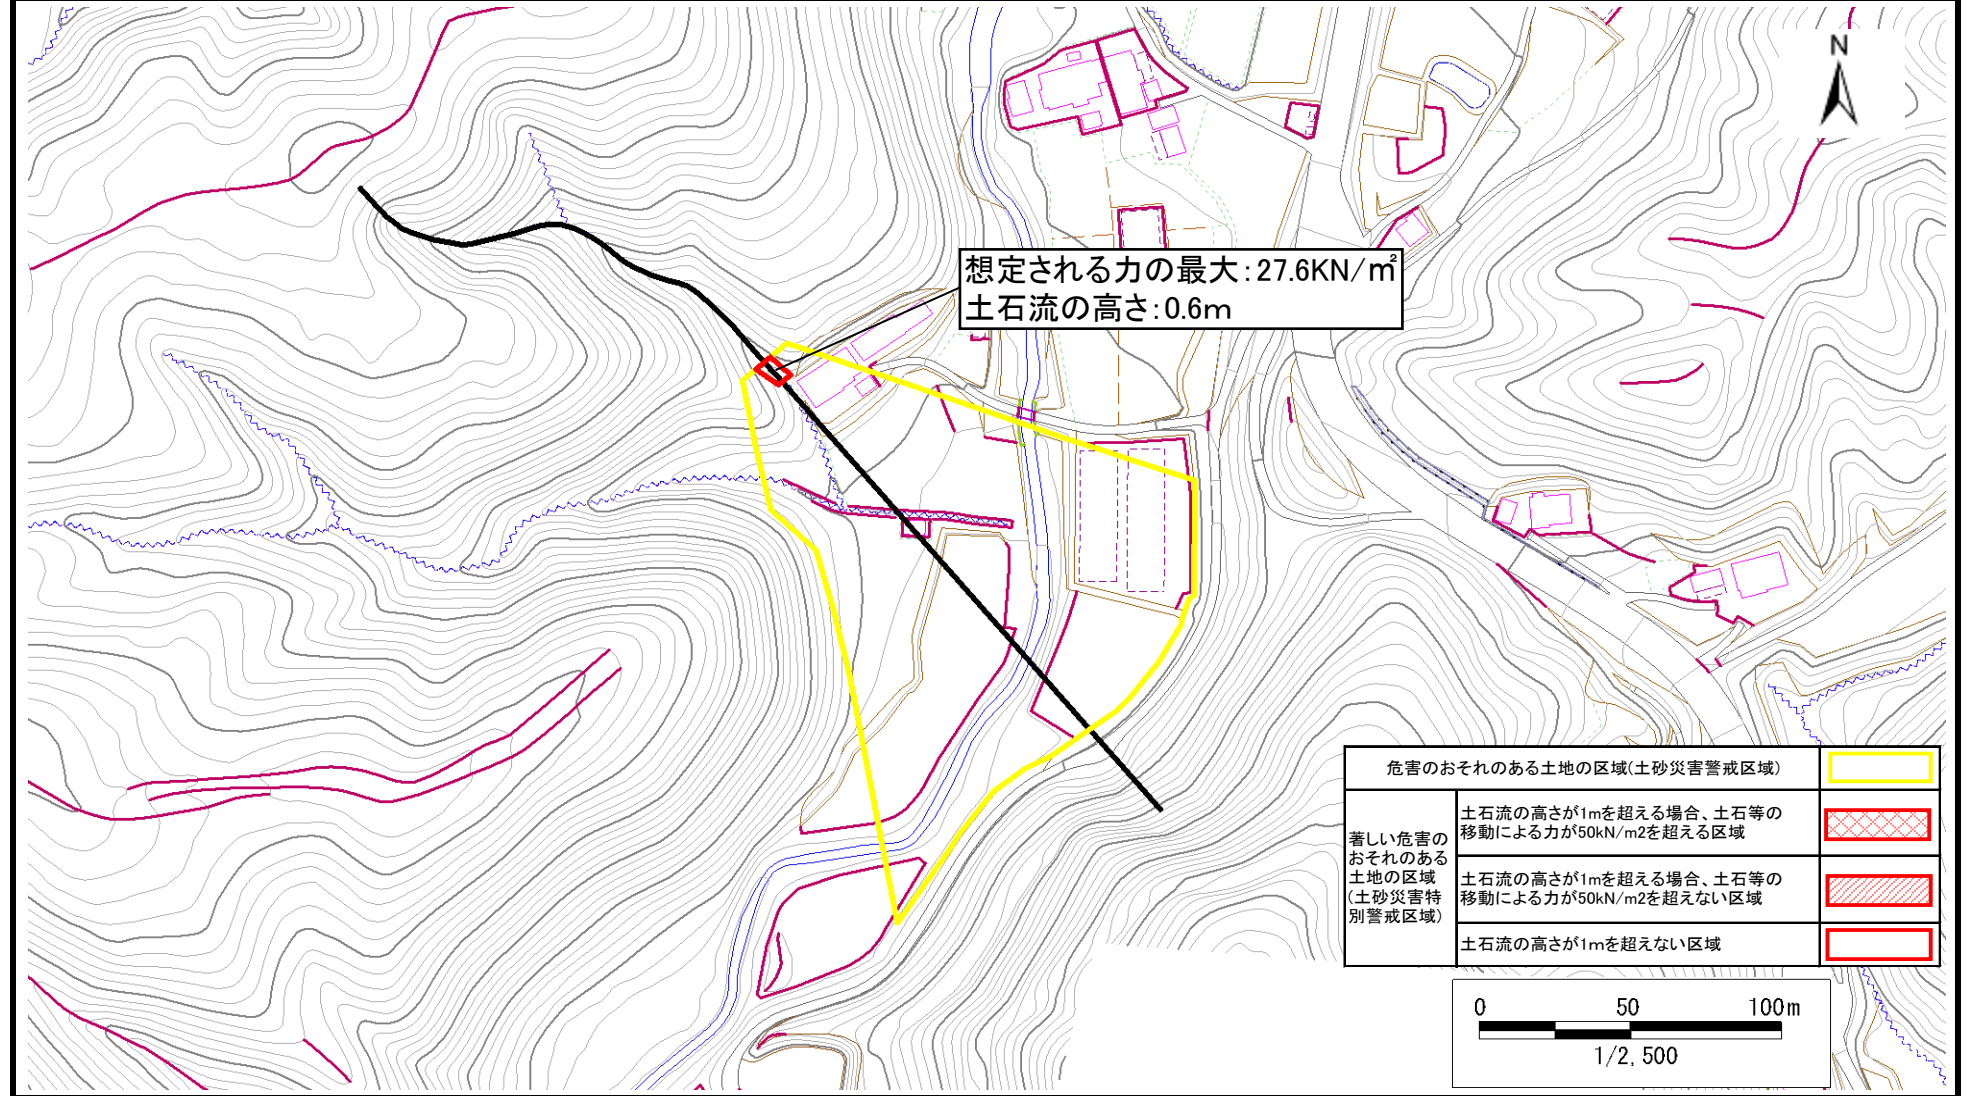 N
想定される力の最大:27.6KN/㎡
土石流の高さ:0.6m
危害のおそれのある土地の区域(土砂災害警戒区域)
著しい危害の
おそれのある
土地の区域
(土砂災害特
別警戒区域)
土石流の高さが1mを超える場合、土石等の
移動による力が50kN/m2を超える区域
土石流の高さが1mを超える場合、土石等の
移動による力が50kN/m2を超えない区域
土石流の高さが1mを超えない区域
0 50 100m
1/2,500